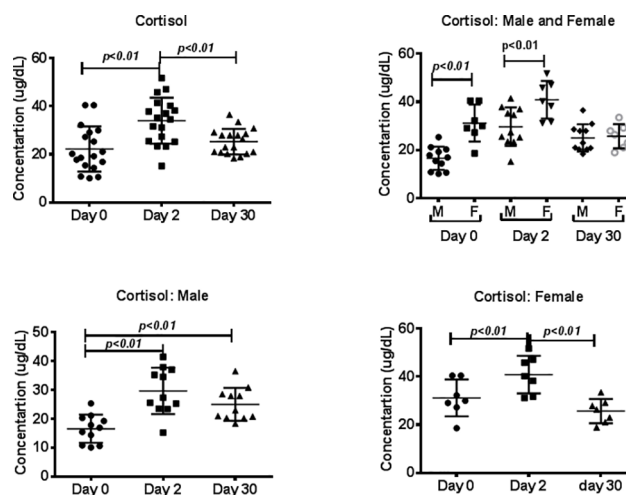 Cortisol
Concentartion (ug/dL)
60
40
20
0
p<0.01
p<0.01
Day 0
Day 2
Day 30
Cortisol: Male and Female
Concentartion (ug/dL)
60
40
20
0
p<0.01
p<0.01
M
F
M
F
M
F
Day 0
Day 2
Day 30
Cortisol: Male
Concentartion (ug/dL)
50
40
30
20
10
0
p<0.01
p<0.01
Day 0
Day 2
Day 30
Cortisol: Female
Concentartion (ug/dL)
60
40
20
0
p<0.01
p<0.01
Day 0
Day 2
day 30